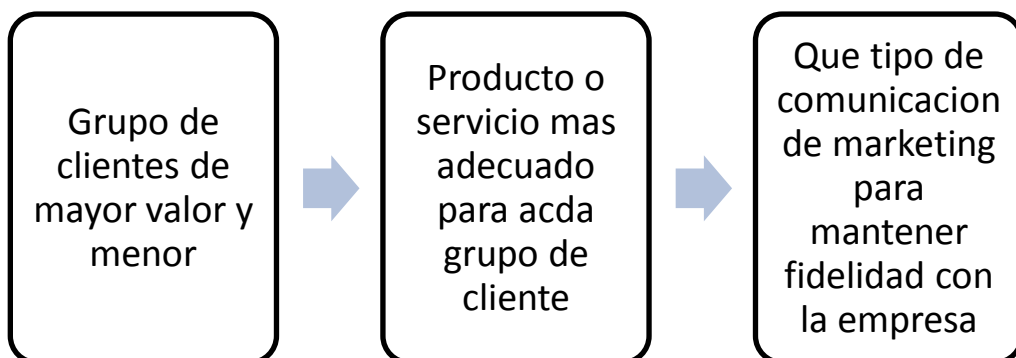 Grupo de
clientes de
mayor valor y
menor
Producto o
servicio mas
adecuado
para acda
grupo de
cliente
Que tipo de
comunicacion
de marketing
para
mantener
fidelidad con
la empresa